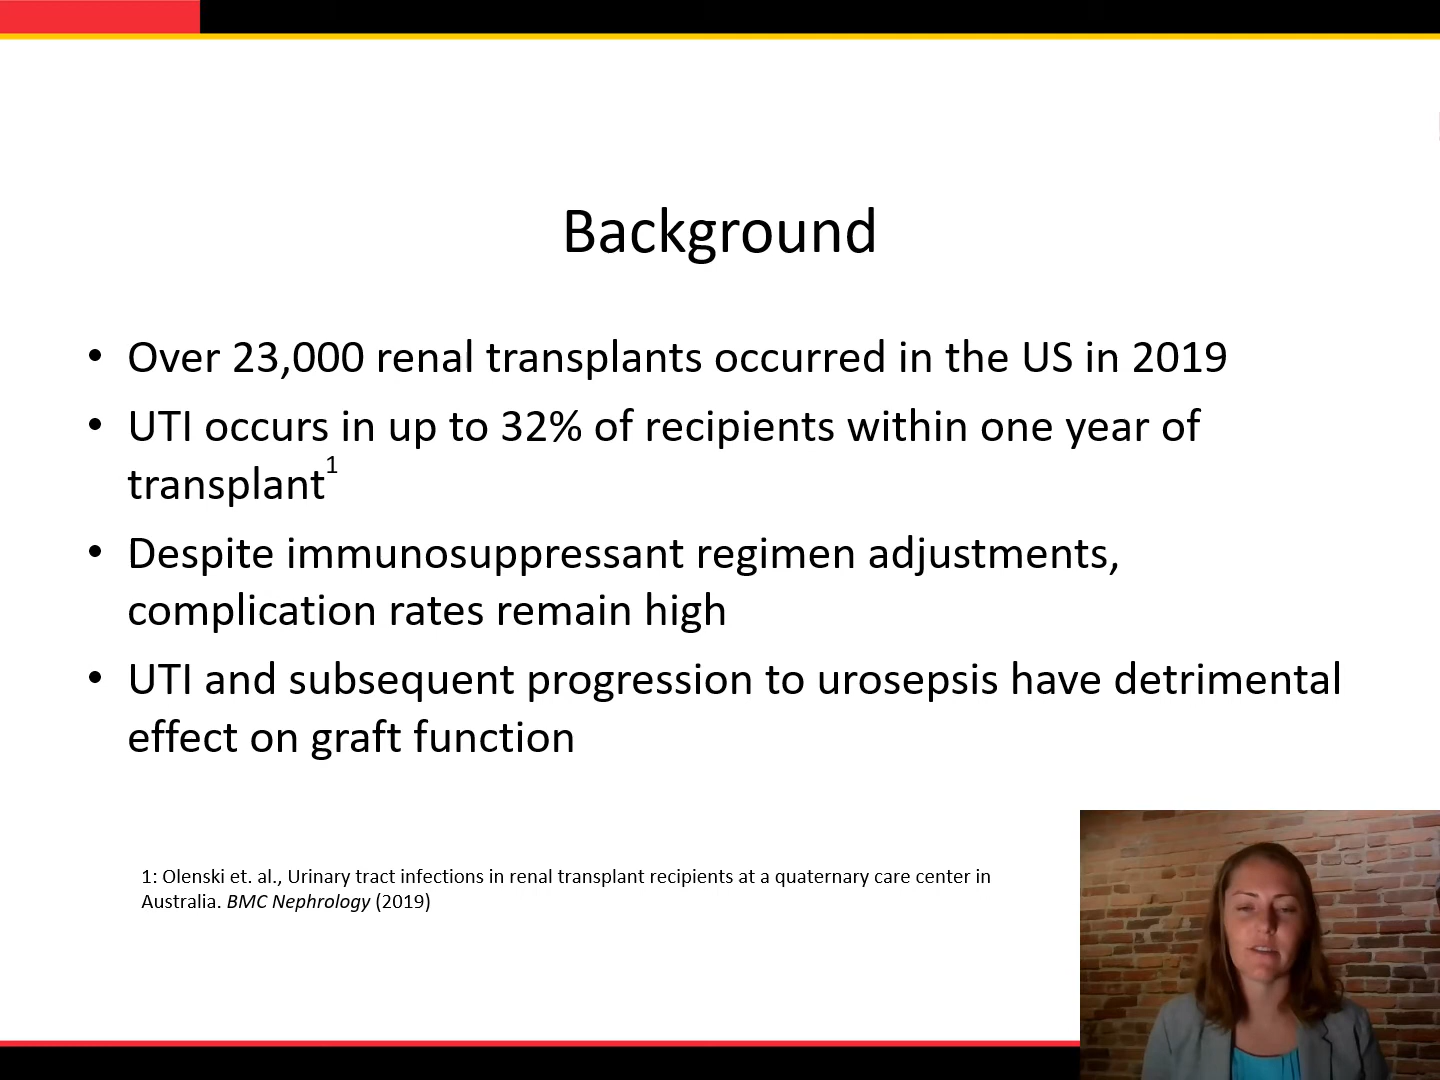 Background
• Over 23,000 renal transplants occurred in the US in 2019
• UTI occurs in up to 32% of recipients within one year of
transplant1
• Despite immunosuppressant regimen adjustments,
complication rates remain high
• UTI and subsequent progression to urosepsis have detrimental
effect on graft function
1: Olenski et. al., Urinary tract infections in renal transplant recipients at a quaternary care center in
Australia. BMC Nephrology (2019)